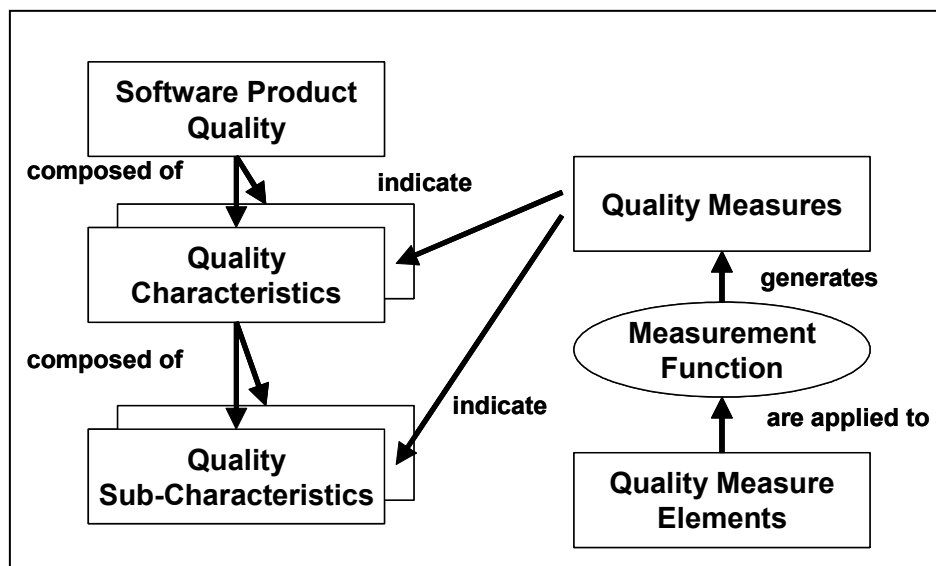 Software Product
Quality
composed of
indicate
Quality Measures
Quality
Characteristics
generates
Measurement
Function
composed of
indicate
are applied to
Quality
Sub-Characteristics
Quality Measure
Elements